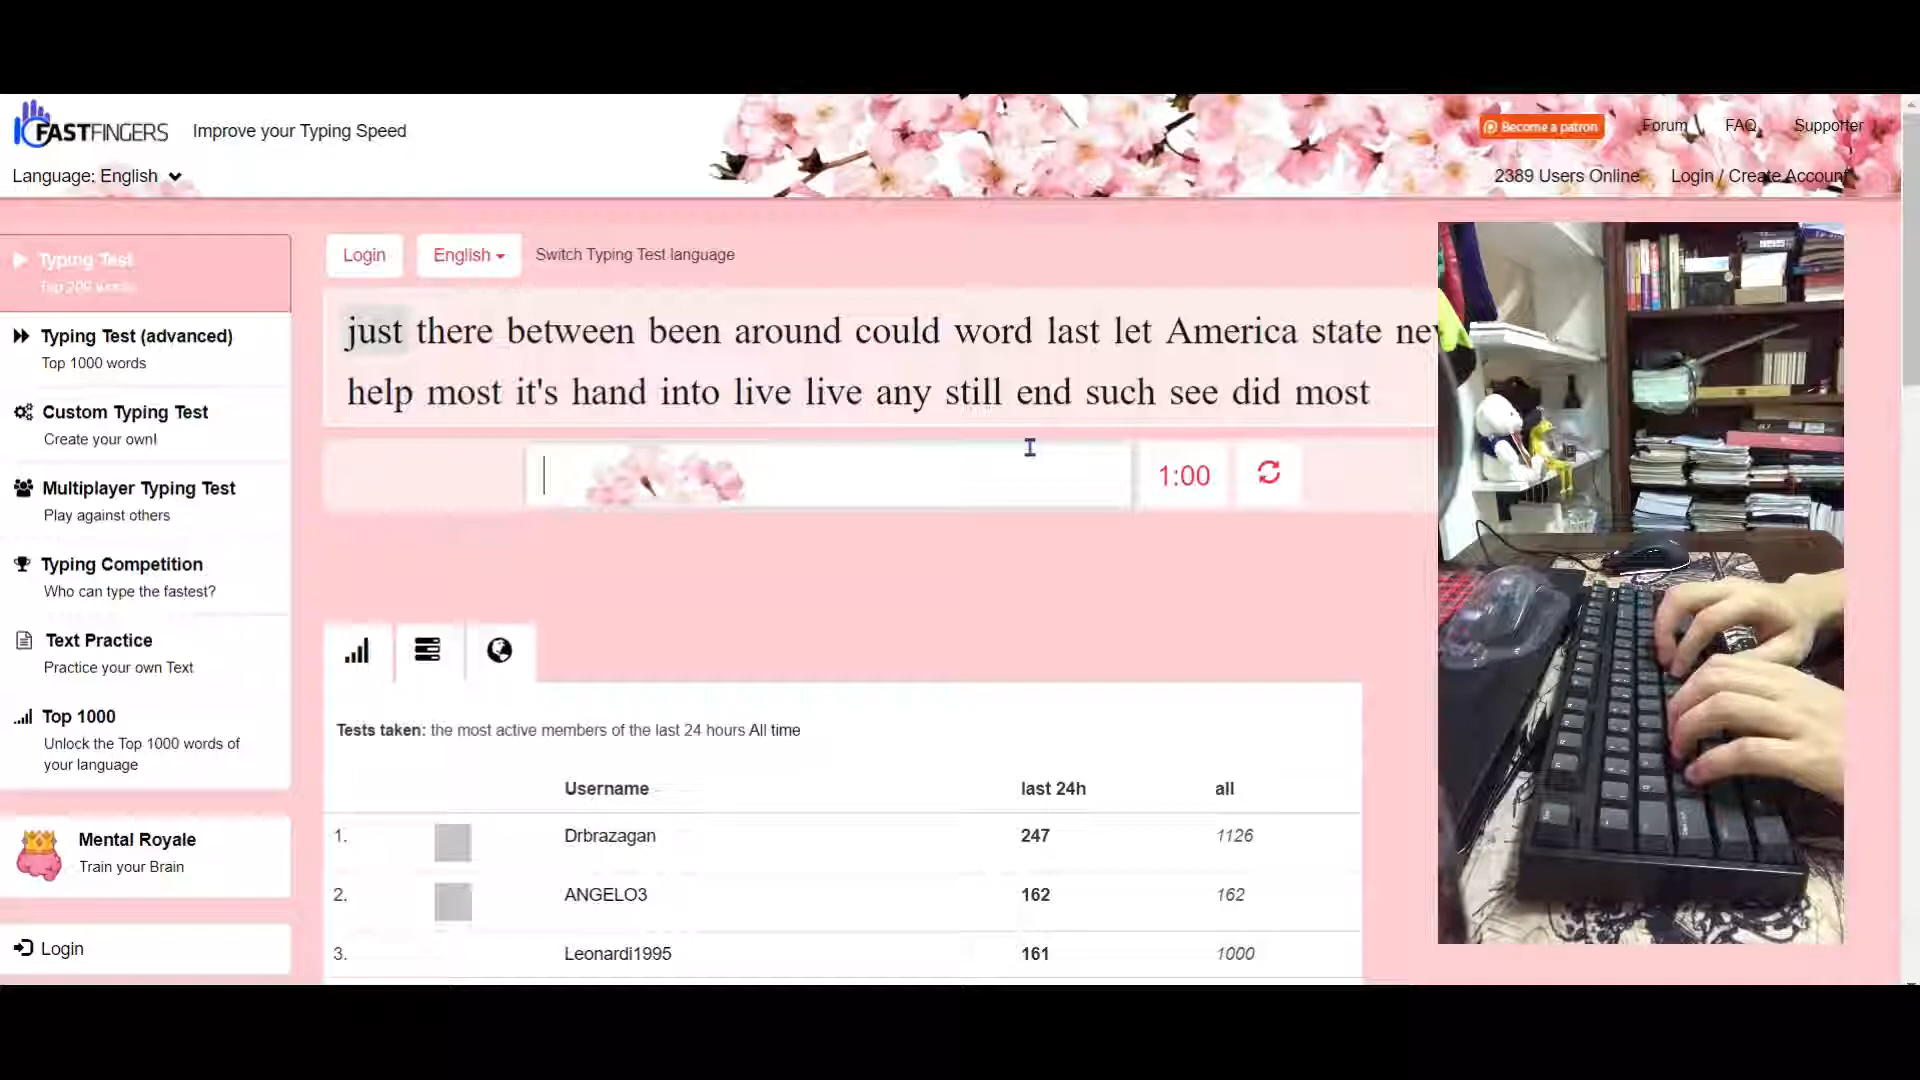 FASTFINGERS
Improve your Typing Speed
Become a patron
Forum
FAQ
Supporter
Language: English
2389 Users Online
Login / Create Account
Typing Test
Top 200 words
Typing Test (advanced)
Top 1000 words
Custom Typing Test
Create your own!
Multiplayer Typing Test
Play against others
Typing Competition
Who can type the fastest?
Text Practice
Practice your own Text
Top 1000
Unlock the Top 1000 words of
your language
Mental Royale
Train your Brain
Login
Login
English
Switch Typing Test language
just there between been around could word last let America state
help most it's hand into live live any still end such see did most
1:00
Tests taken: the most active members of the last 24 hours All time
Username last 24h all
1. Drbrazagan 247 1126
2. ANGELO3 162 162
3. Leonardi1995 161 1000